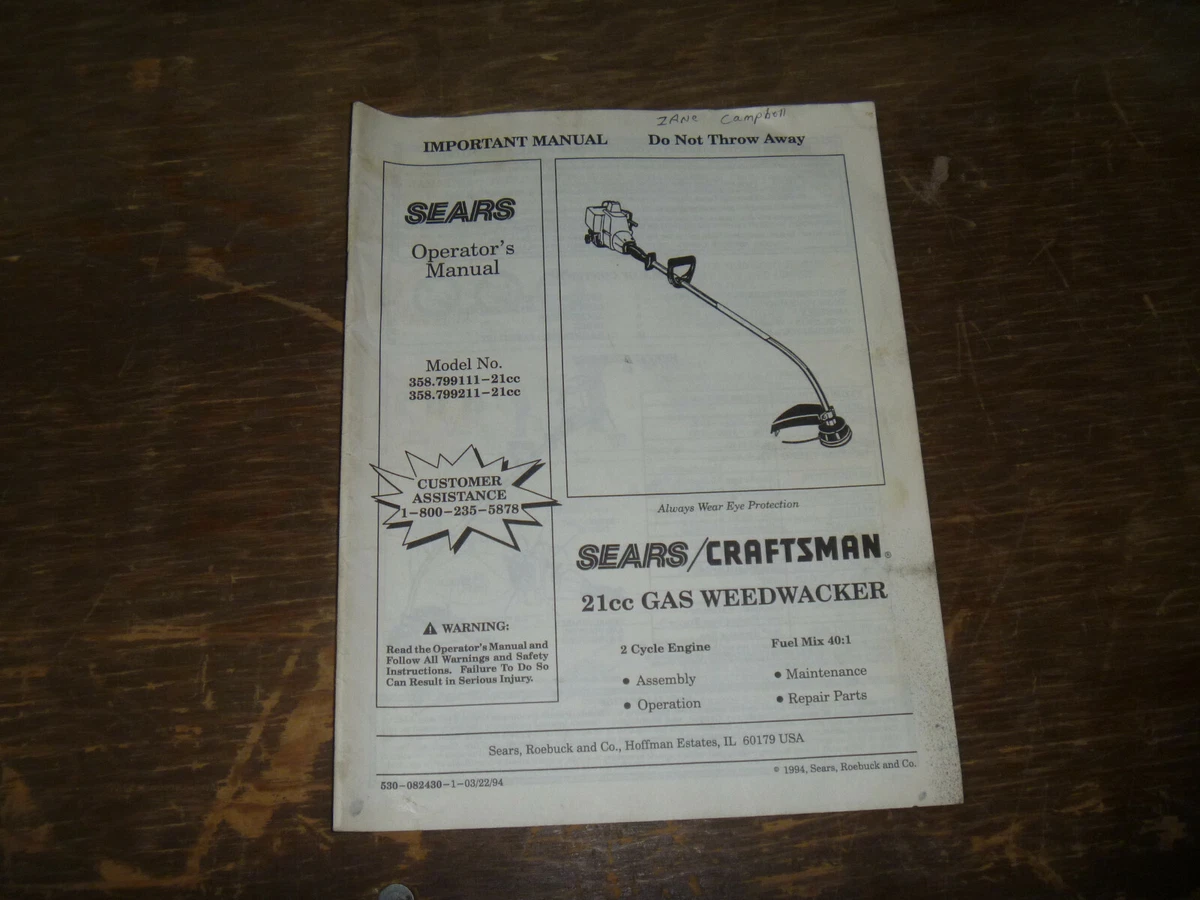 ZANE Campbell
IMPORTANT MANUAL Do Not Throw Away
SEARS
Operator's
Manual
Model No.
358.799111-21cc
358.799211-21cc
CUSTOMER
ASSISTANCE
1-800-235-5878
⚠ WARNING:
Read the Operator's Manual and
Follow All Warnings and Safety
Instructions. Failure To Do So
Can Result in Serious Injury.
Always Wear Eye Protection
SEARS/CRAFTSMAN®
21cc GAS WEEDWACKER
2 Cycle Engine Fuel Mix 40:1
• Assembly • Maintenance
• Operation • Repair Parts
Sears, Roebuck and Co., Hoffman Estates, IL 60179 USA
530-082430-1-03/22/94 © 1994, Sears, Roebuck and Co.